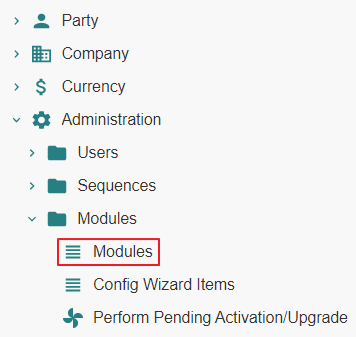 Party
Company
Currency
Administration
Users
Sequences
Modules
Modules
Config Wizard Items
Perform Pending Activation/Upgrade